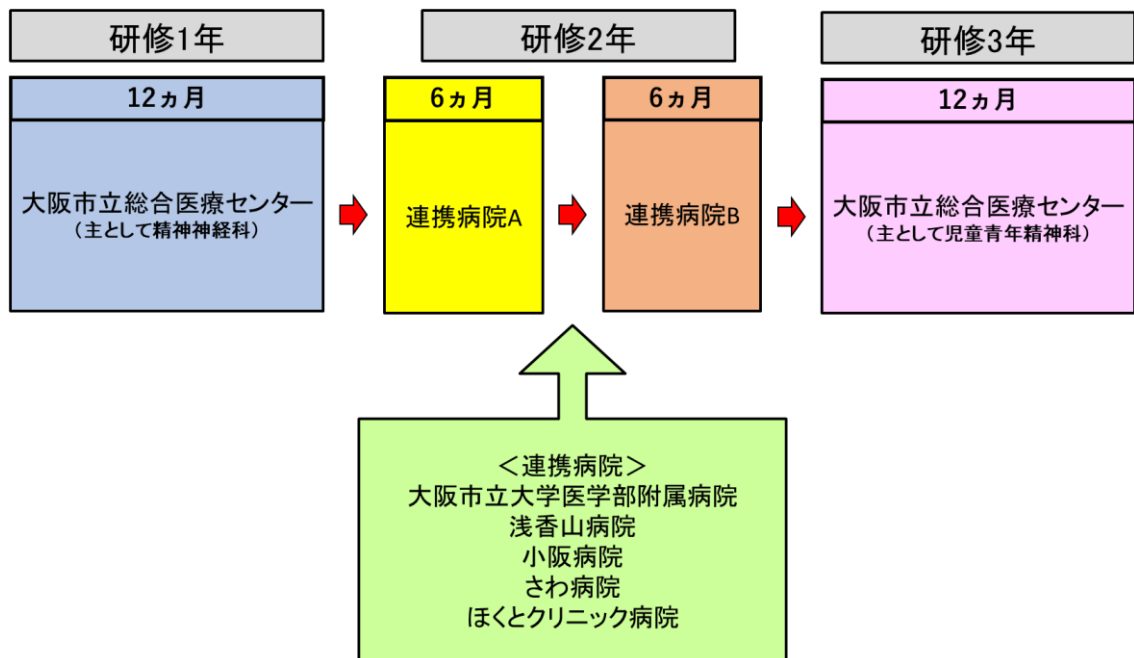 研修1年
研修2年
研修3年
12ヵ月
6ヵ月
6ヵ月
12ヵ月
大阪市立総合医療センター
（主として精神神経科）
連携病院A
連携病院B
大阪市立総合医療センター
（主として児童青年精神科）
＜連携病院＞
大阪市立大学医学部附属病院
浅香山病院
小阪病院
さわ病院
ほくとクリニック病院